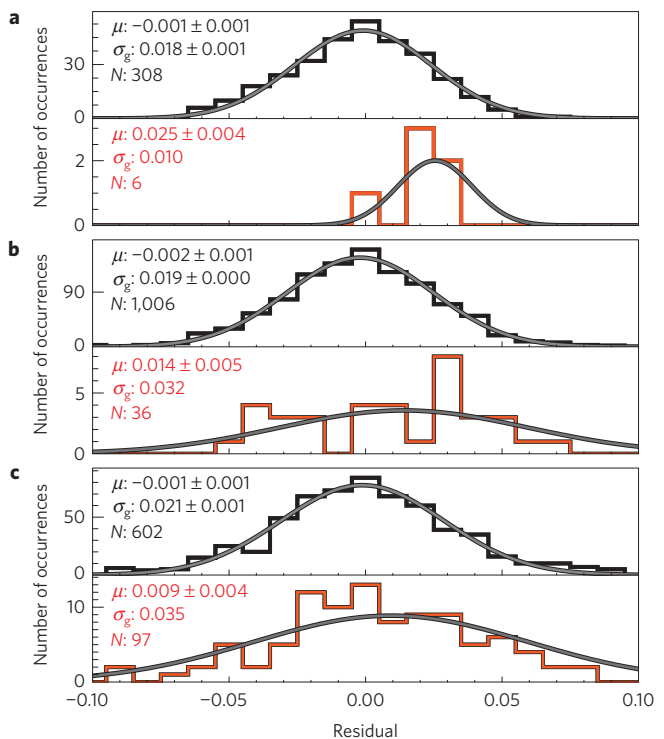 a
μ: −0.001 ± 0.001
σg: 0.018 ± 0.001
N: 308
30
0
Number of occurrences
μ: 0.025 ± 0.004
σg: 0.010
N: 6
2
0
b
μ: −0.002 ± 0.001
σg: 0.019 ± 0.000
N: 1,006
90
0
Number of occurrences
μ: 0.014 ± 0.005
σg: 0.032
N: 36
5
0
c
μ: −0.001 ± 0.001
σg: 0.021 ± 0.001
N: 602
50
0
Number of occurrences
μ: 0.009 ± 0.004
σg: 0.035
N: 97
10
0
−0.10 −0.05 0.00 0.05 0.10
Residual